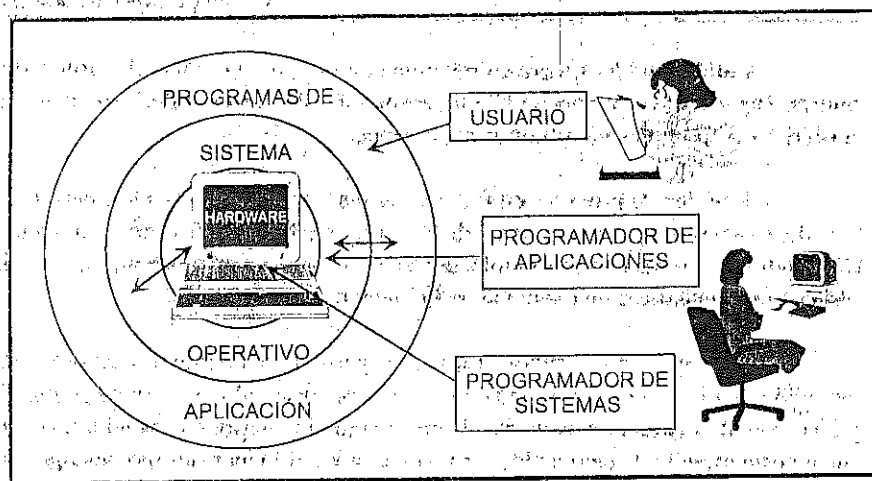 PROGRAMAS DE
SISTEMA
HARDWARE
OPERATIVO
APLICACIÓN
USUARIO
PROGRAMADOR DE
APLICACIONES
PROGRAMADOR DE
SISTEMAS